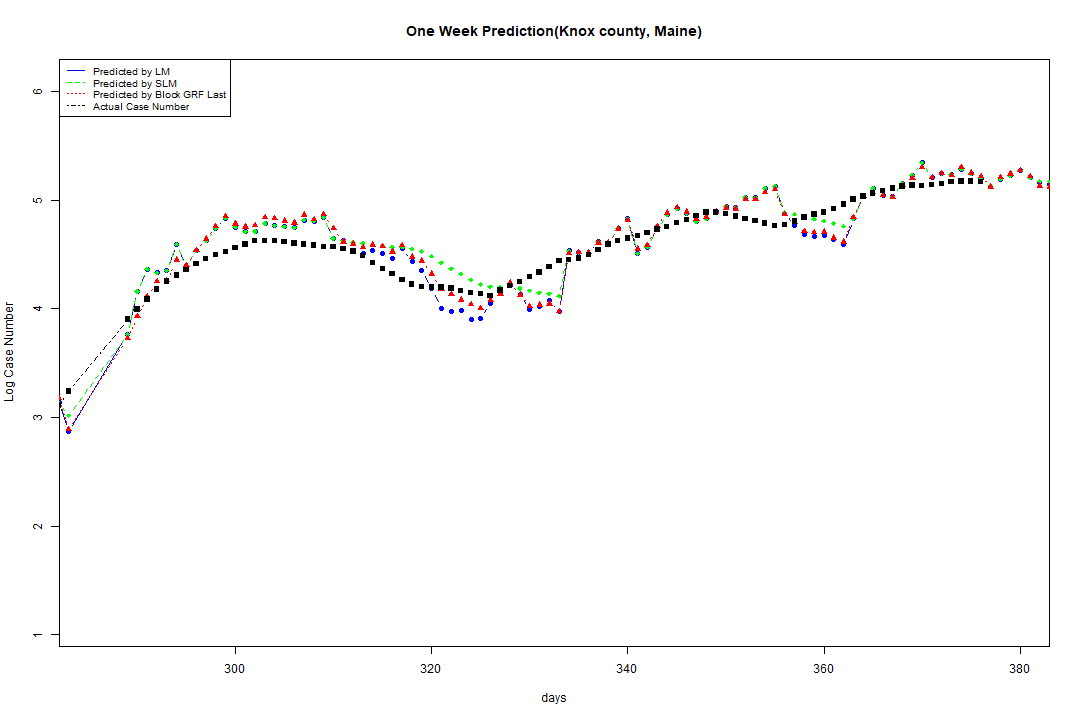 One Week Prediction(Knox county, Maine)
Predicted by LM
Predicted by SLM
Predicted by Block GRF Last
Actual Case Number
6
5
4
3
2
1
Log Case Number
300 320 340 360 380
days